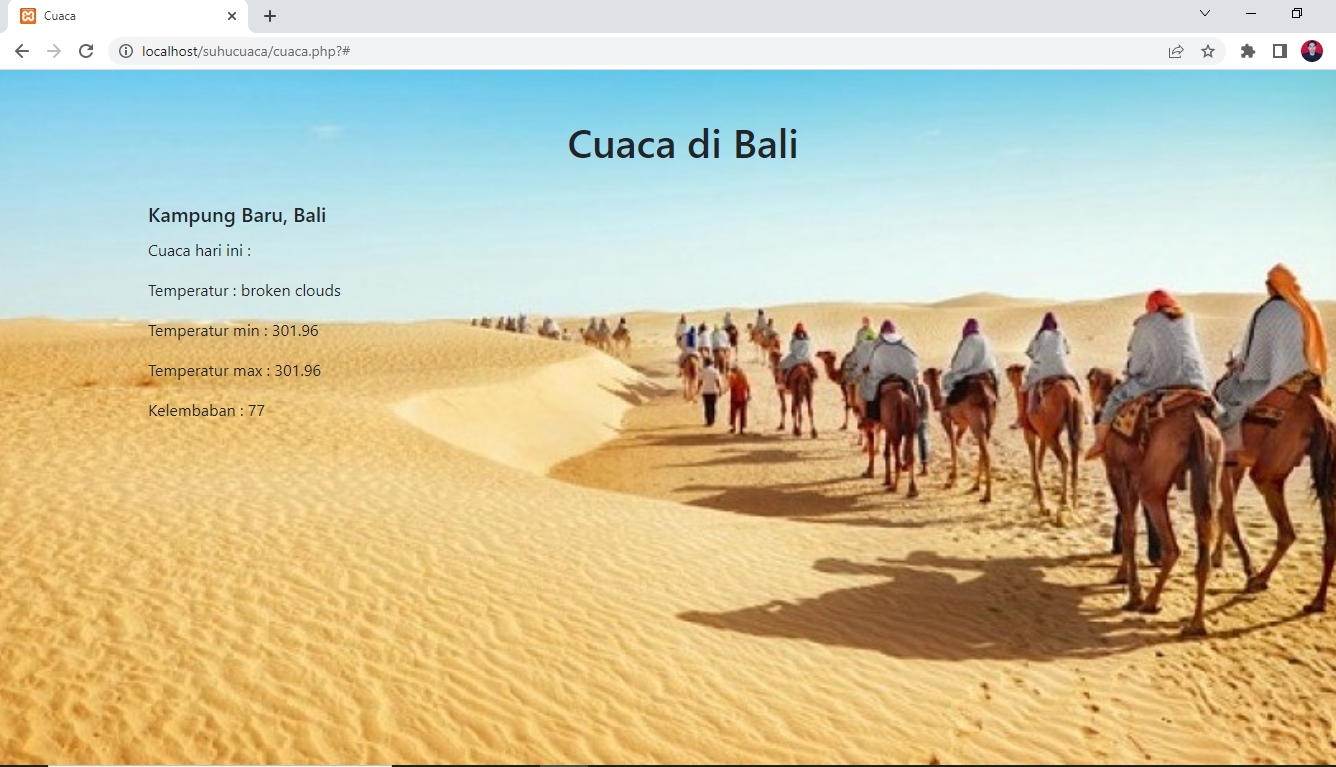 Cuaca
localhost/suhucuaca/cuaca.php?#
Cuaca di Bali
Kampung Baru, Bali
Cuaca hari ini :
Temperatur : broken clouds
Temperatur min : 301.96
Temperatur max : 301.96
Kelembaban : 77